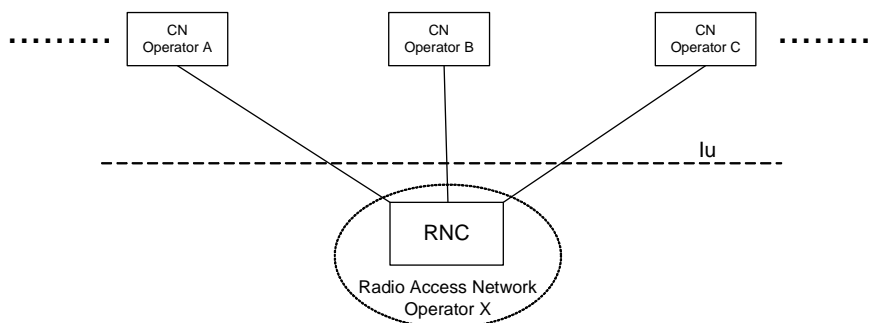 CN
Operator A
CN
Operator B
CN
Operator C
Iu
RNC
Radio Access Network
Operator X